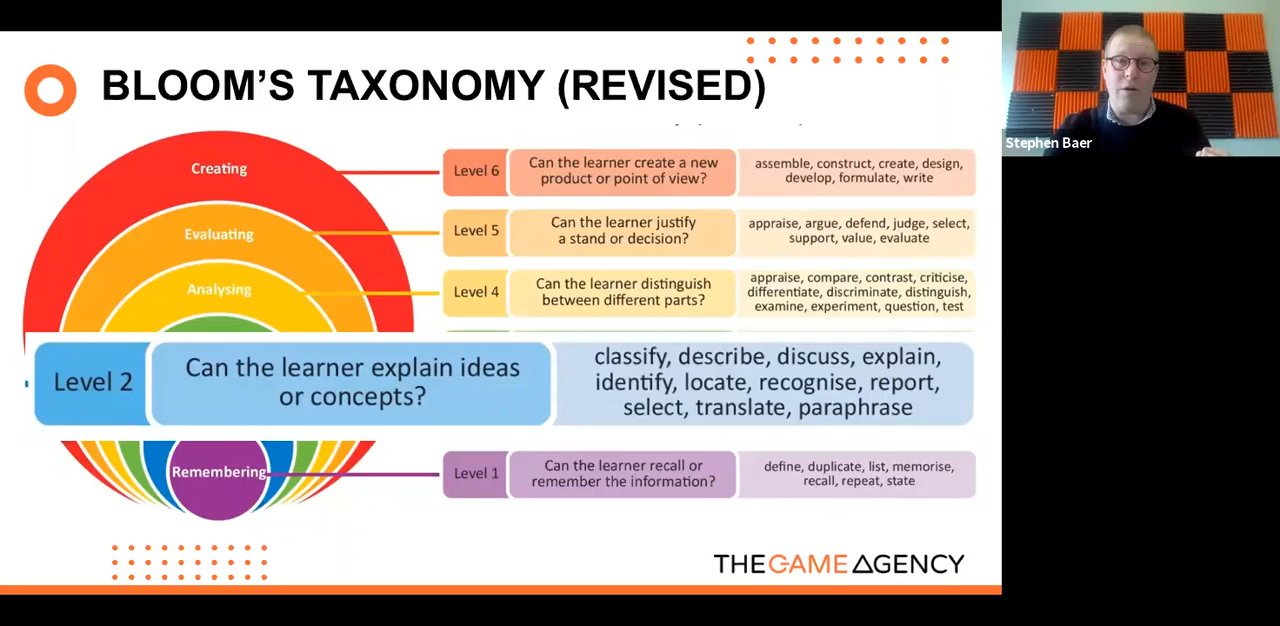 BLOOM'S TAXONOMY (REVISED)
Creating
Level 6
Can the learner create a new
product or point of view?
assemble, construct, create, design,
develop, formulate, write
Evaluating
Level 5
Can the learner justify
a stand or decision?
appraise, argue, defend, judge, select,
support, value, evaluate
Analysing
Level 4
Can the learner distinguish
between different parts?
appraise, compare, contrast, criticise,
differentiate, discriminate, distinguish,
examine, experiment, question, test
Level 2
Can the learner explain ideas
or concepts?
classify, describe, discuss, explain,
identify, locate, recognise, report,
select, translate, paraphrase
Remembering
Level 1
Can the learner recall or
remember the information?
define, duplicate, list, memorise,
recall, repeat, state
THE GAME AGENCY
Stephen Baer